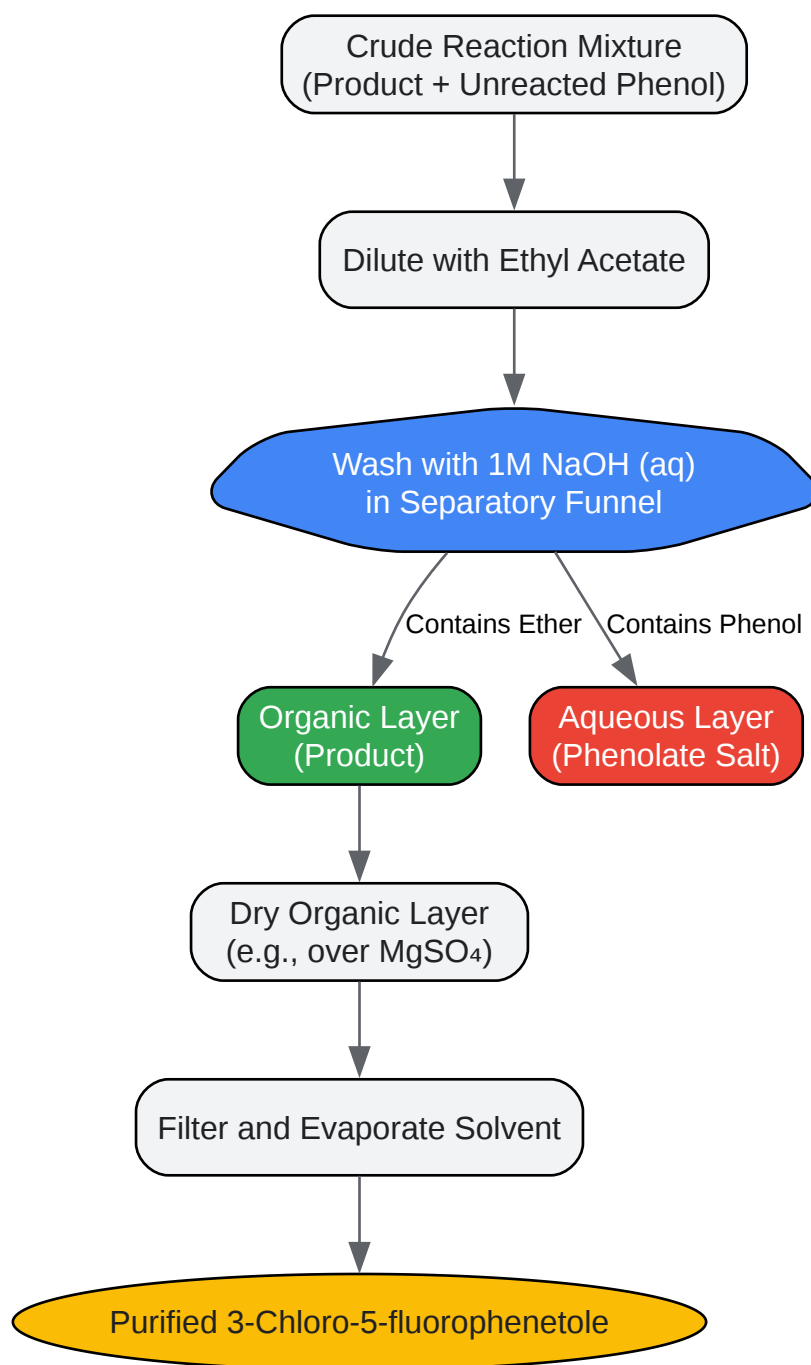 Crude Reaction Mixture
(Product + Unreacted Phenol)
Dilute with Ethyl Acetate
Wash with 1M NaOH (aq)
in Separatory Funnel
Contains Ether
Contains Phenol
Organic Layer
(Product)
Aqueous Layer
(Phenolate Salt)
Dry Organic Layer
(e.g., over MgSO₄)
Filter and Evaporate Solvent
Purified 3-Chloro-5-fluorophenetole